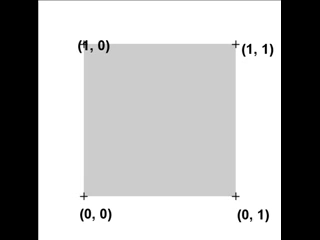 (1, 0)
(1, 1)
(0, 0)
(0, 1)